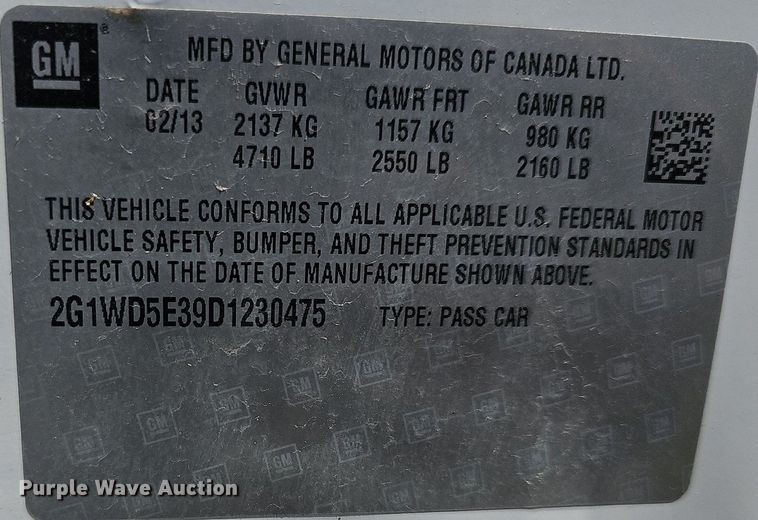 GM
MFD BY GENERAL MOTORS OF CANADA LTD.
DATE GVWR GAWR FRT GAWR RR
02/13 2137 KG 1157 KG 980 KG
4710 LB 2550 LB 2160 LB
THIS VEHICLE CONFORMS TO ALL APPLICABLE U.S. FEDERAL MOTOR
VEHICLE SAFETY, BUMPER, AND THEFT PREVENTION STANDARDS IN
EFFECT ON THE DATE OF MANUFACTURE SHOWN ABOVE.
2G1WD5E39D1230475 TYPE: PASS CAR
Purple Wave Auction